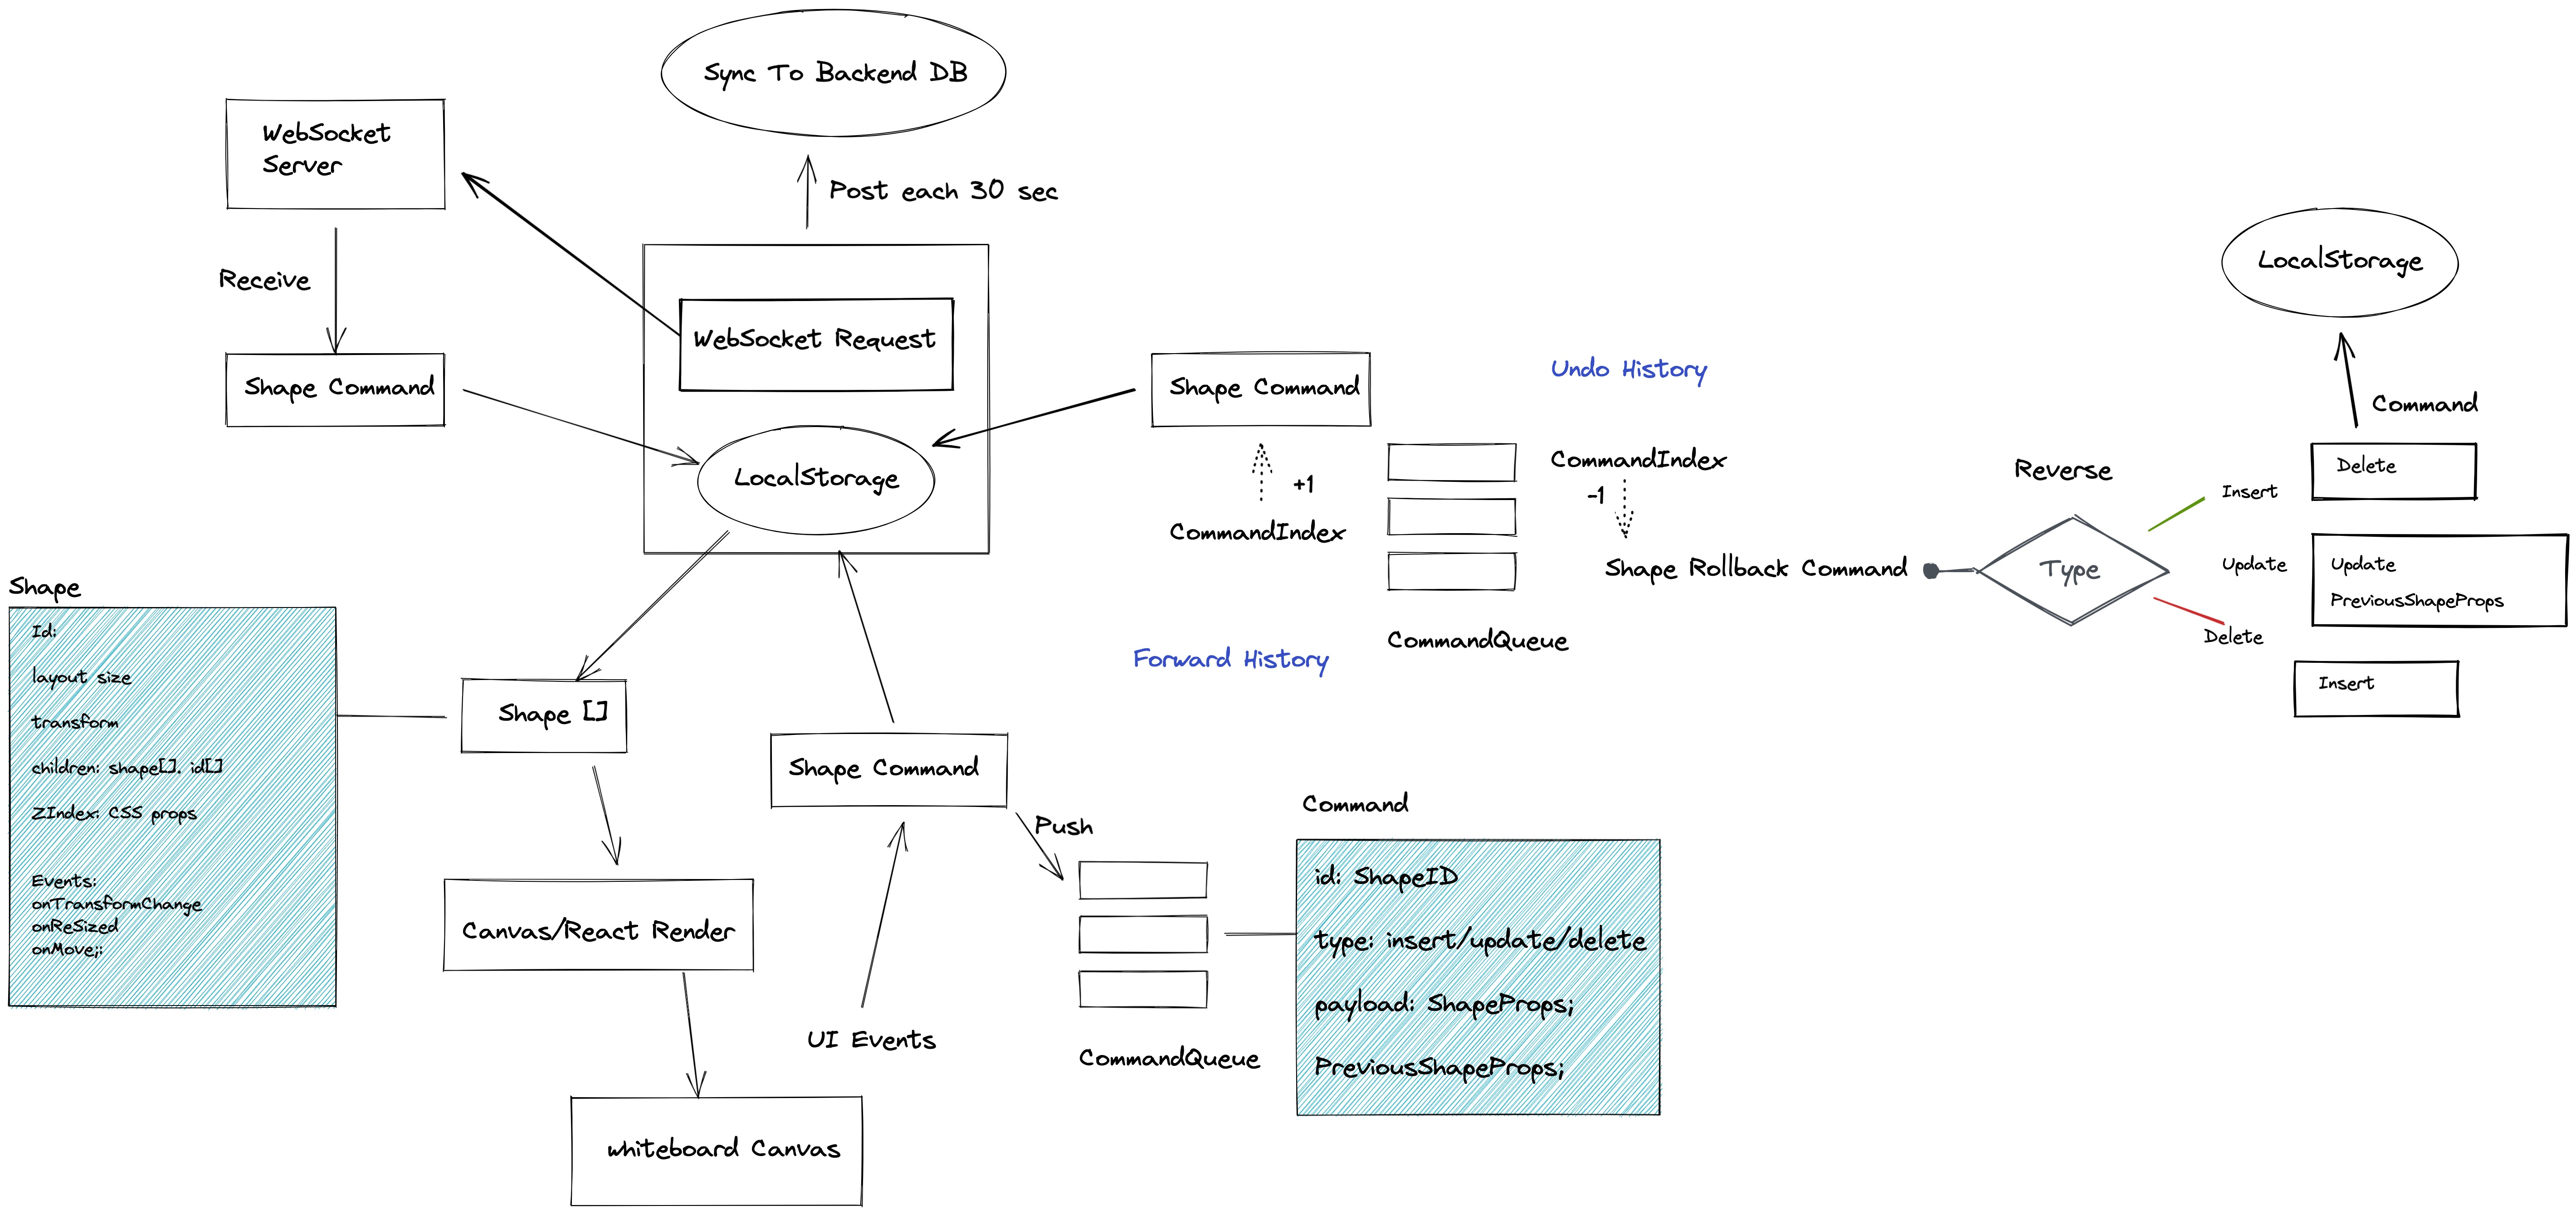 Sync To Backend DB
WebSocket
Server
Post each 30 sec
Receive
WebSocket Request
Shape Command
LocalStorage
Shape Command
+1
CommandIndex
Undo History
CommandIndex
-1
Shape Rollback Command
CommandQueue
Forward History
LocalStorage
Command
Reverse
Type
Insert
Delete
Update
Update
PreviousShapeProps
Delete
Insert
Shape
Id:
layout size
transform
children: shape[]. id[]
ZIndex: CSS props
Events:
onTransformChange
onReSized
onMove;:
Shape []
Shape Command
Push
Canvas/React Render
UI Events
CommandQueue
whiteboard Canvas
Command
id: ShapeID
type: insert/update/delete
payload: ShapeProps;
PreviousShapeProps;